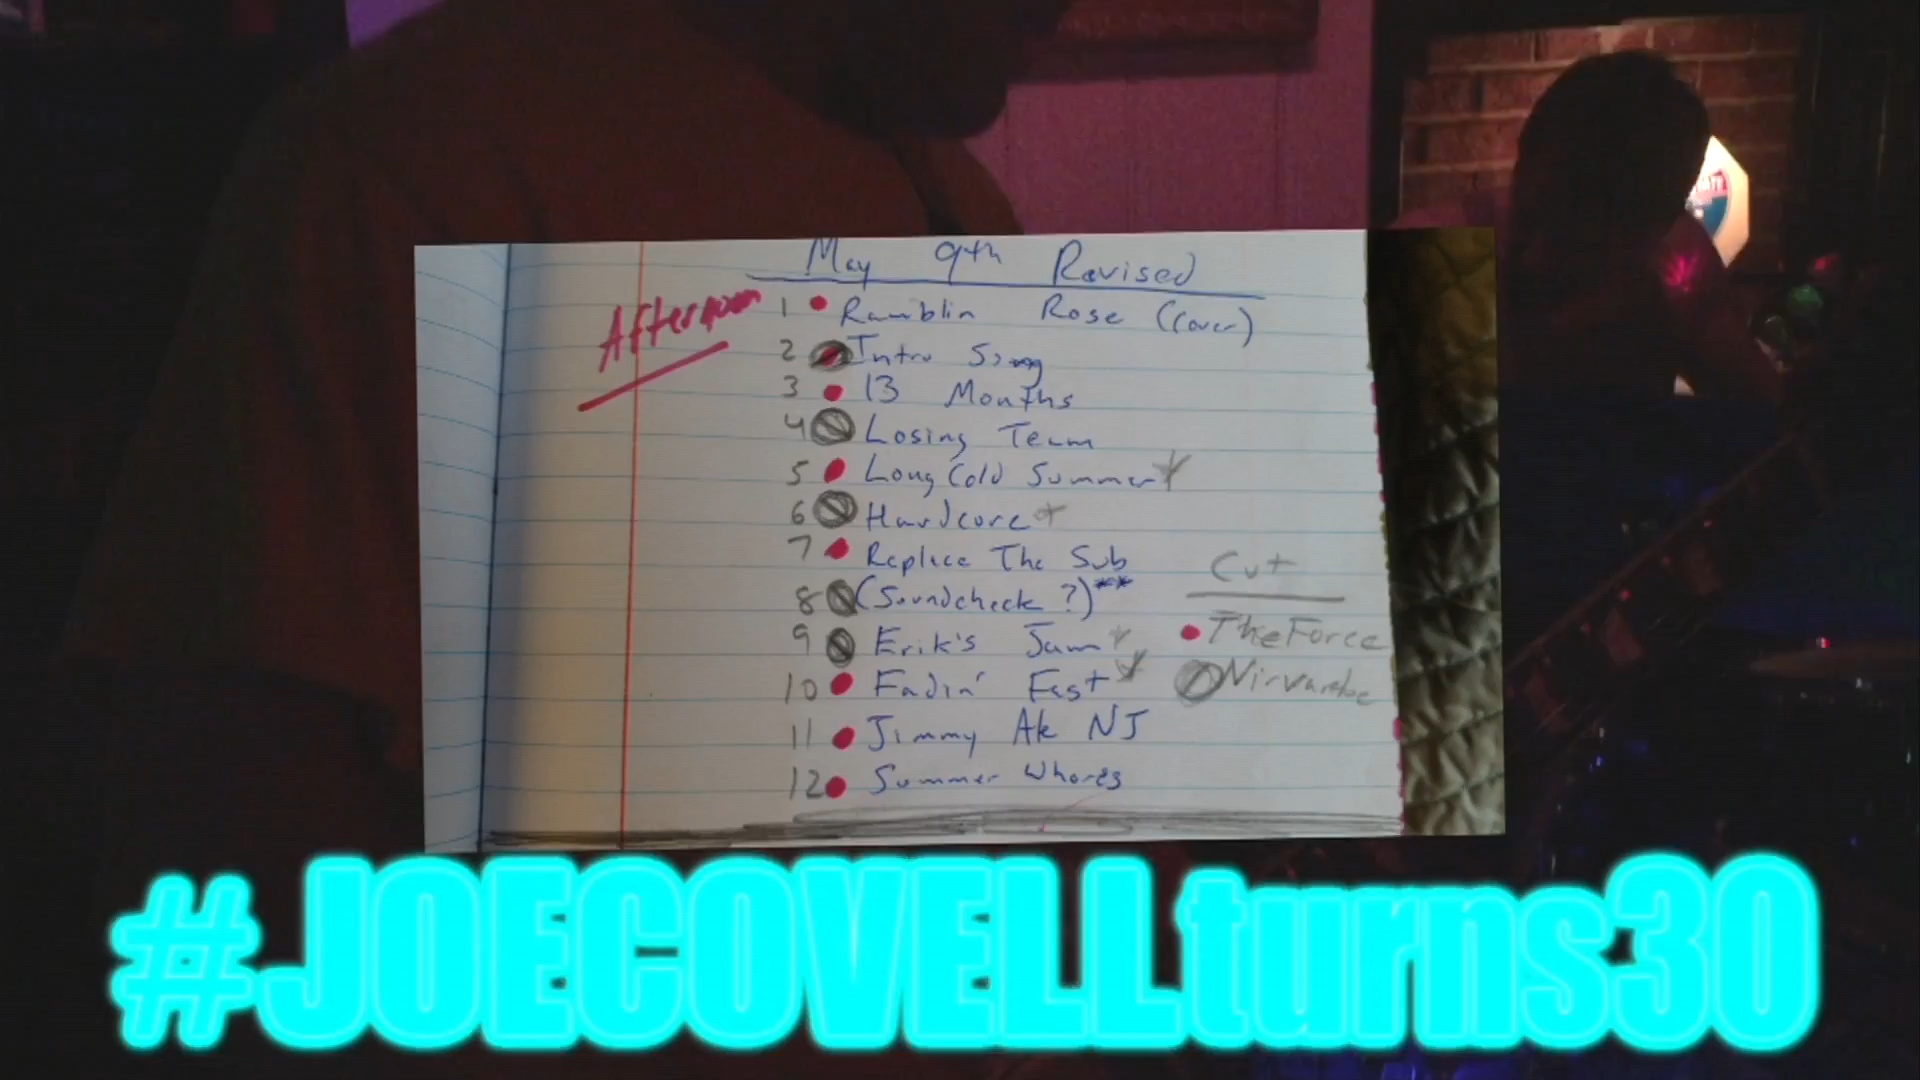 May 9th Revised
Afternoon
1 Ramblin Rose (Cover)
2 Intro Song
3 13 Months
4 Losing Team
5 Long Cold Summer
6 Hardcore
7 Replace The Sub
8 (Soundcheck ?)**
9 Erik's Jam
10 Fadin' Fast
11 Jimmy Ak NJ
12 Summer Whores
Cut
The Force
#JOECOVELLturns30